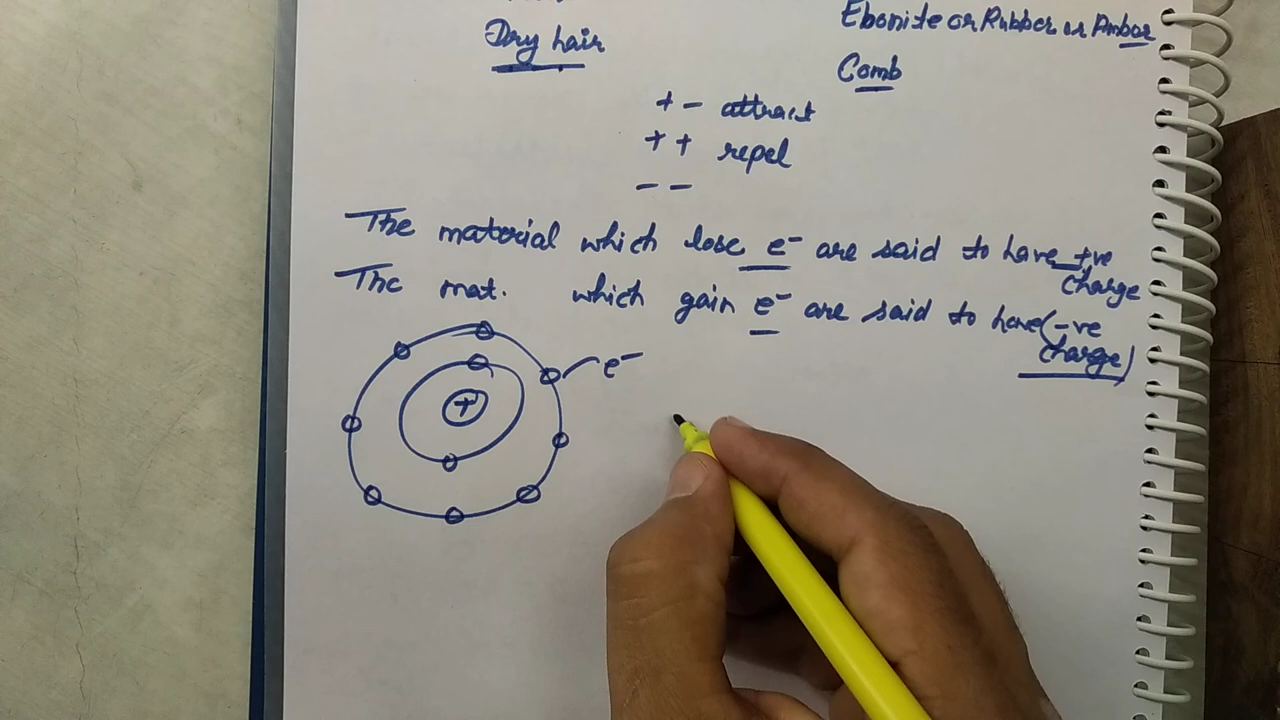 Dry hair
Ebonite or Rubber or Ambar
Comb
+ - attract
+ + repel
- -
The material which lose e⁻ are said to have +ve charge
The mat. which gain e⁻ are said to have (-ve charge)
e⁻
+